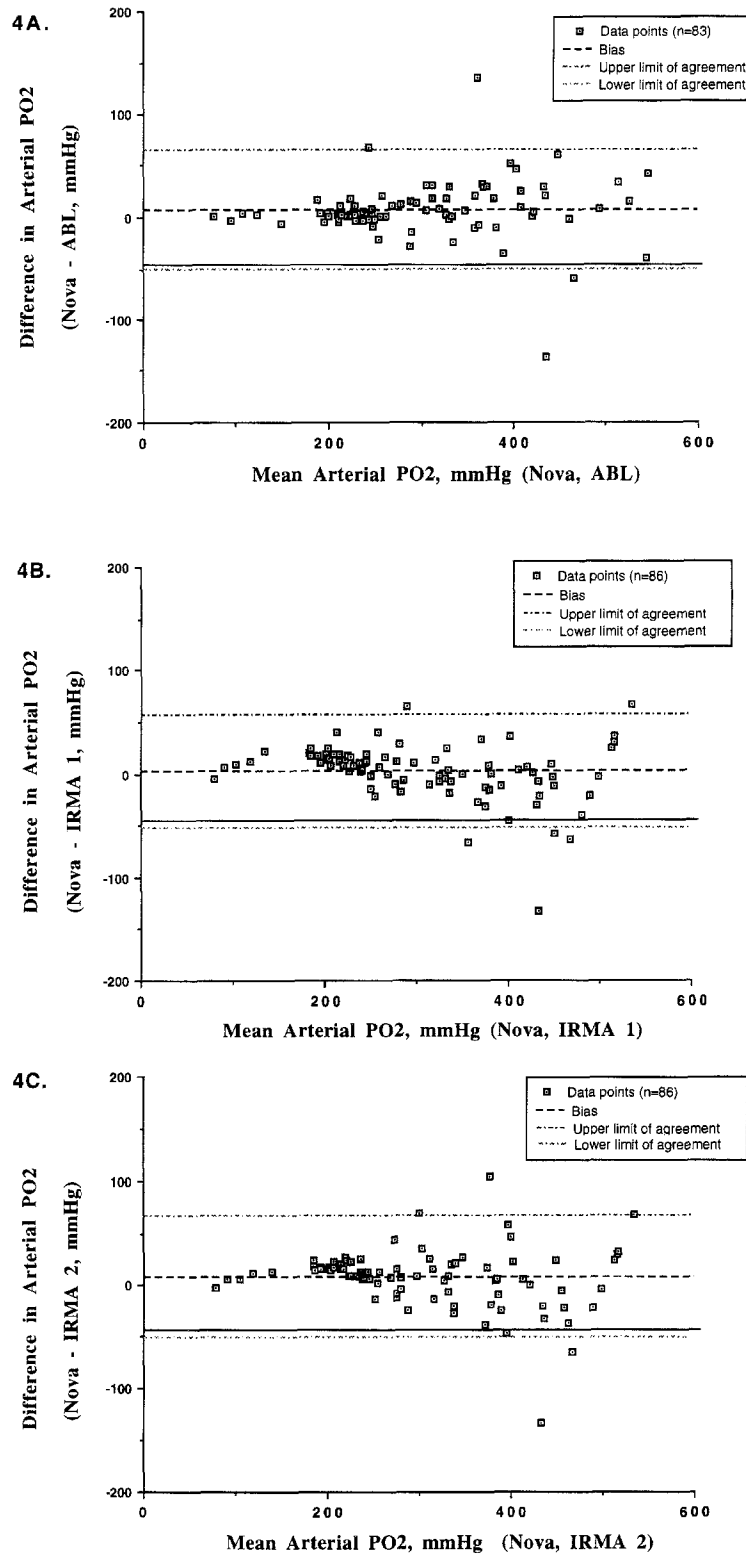 4A.
200
100
0
-100
-200
0
200
400
600
Difference in Arterial PO2
(Nova - ABL, mmHg)
Mean Arterial PO2, mmHg (Nova, ABL)
Data points (n=83)
Bias
Upper limit of agreement
Lower limit of agreement
4B.
200
100
0
-100
-200
0
200
400
600
Difference in Arterial PO2
(Nova - IRMA 1, mmHg)
Mean Arterial PO2, mmHg (Nova, IRMA 1)
Data points (n=86)
Bias
Upper limit of agreement
Lower limit of agreement
4C.
200
100
0
-100
-200
0
200
400
600
Difference in Arterial PO2
(Nova - IRMA 2, mmHg)
Mean Arterial PO2, mmHg (Nova, IRMA 2)
Data points (n=86)
Bias
Upper limit of agreement
Lower limit of agreement